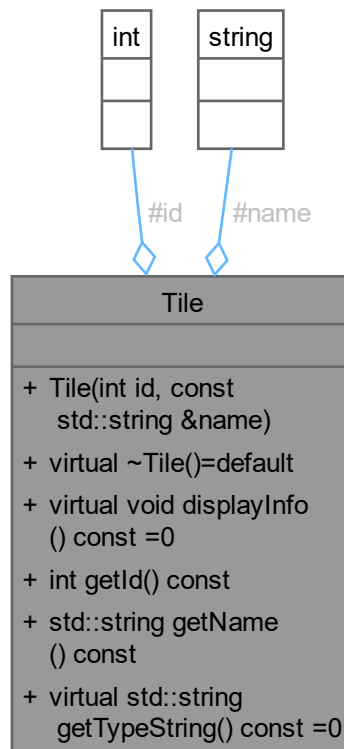 int
string
#id
#name
Tile
+ Tile(int id, const
std::string &name)
+ virtual ~Tile()=default
+ virtual void displayInfo
() const =0
+ int getId() const
+ std::string getName
() const
+ virtual std::string
getTypeString() const =0